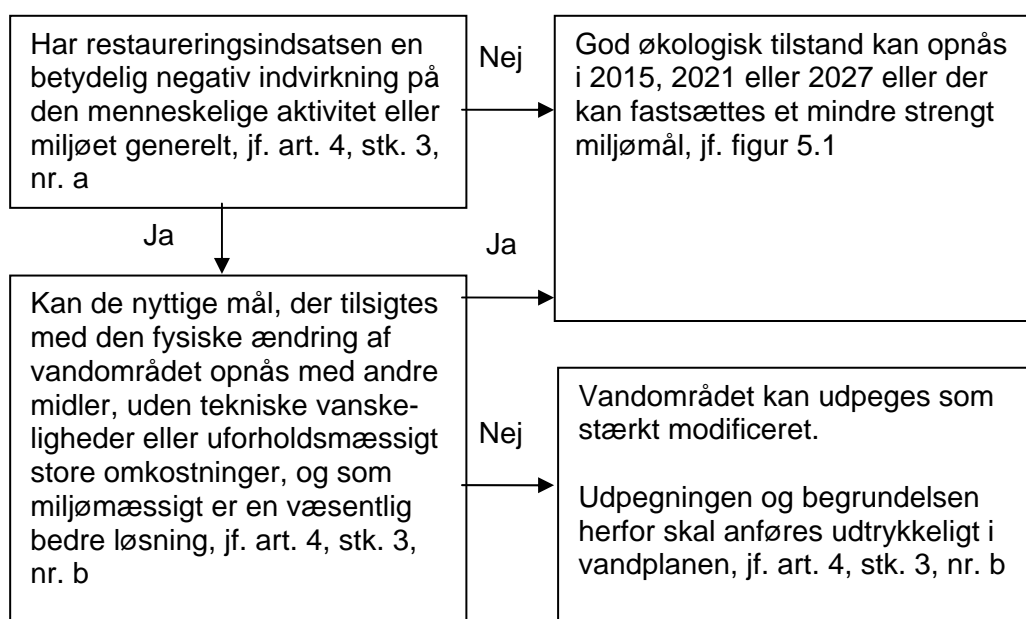 Har restaureringsindsatsen en
betydelig negativ indvirkning på
den menneskelige aktivitet eller
miljøet generelt, jf. art. 4, stk. 3,
nr. a
Nej
God økologisk tilstand kan opnås
i 2015, 2021 eller 2027 eller der
kan fastsættes et mindre strengt
miljømål, jf. figur 5.1
Ja
Ja
Kan de nyttige mål, der tilsigtes
med den fysiske ændring af
vandområdet opnås med andre
midler, uden tekniske vanske-
ligheder eller uforholdsmæssigt
store omkostninger, og som
miljømæssigt er en væsentlig
bedre løsning, jf. art. 4, stk. 3,
nr. b
Nej
Vandområdet kan udpeges som
stærkt modificeret.
Udpegningen og begrundelsen
herfor skal anføres udtrykkeligt i
vandplanen, jf. art. 4, stk. 3, nr. b